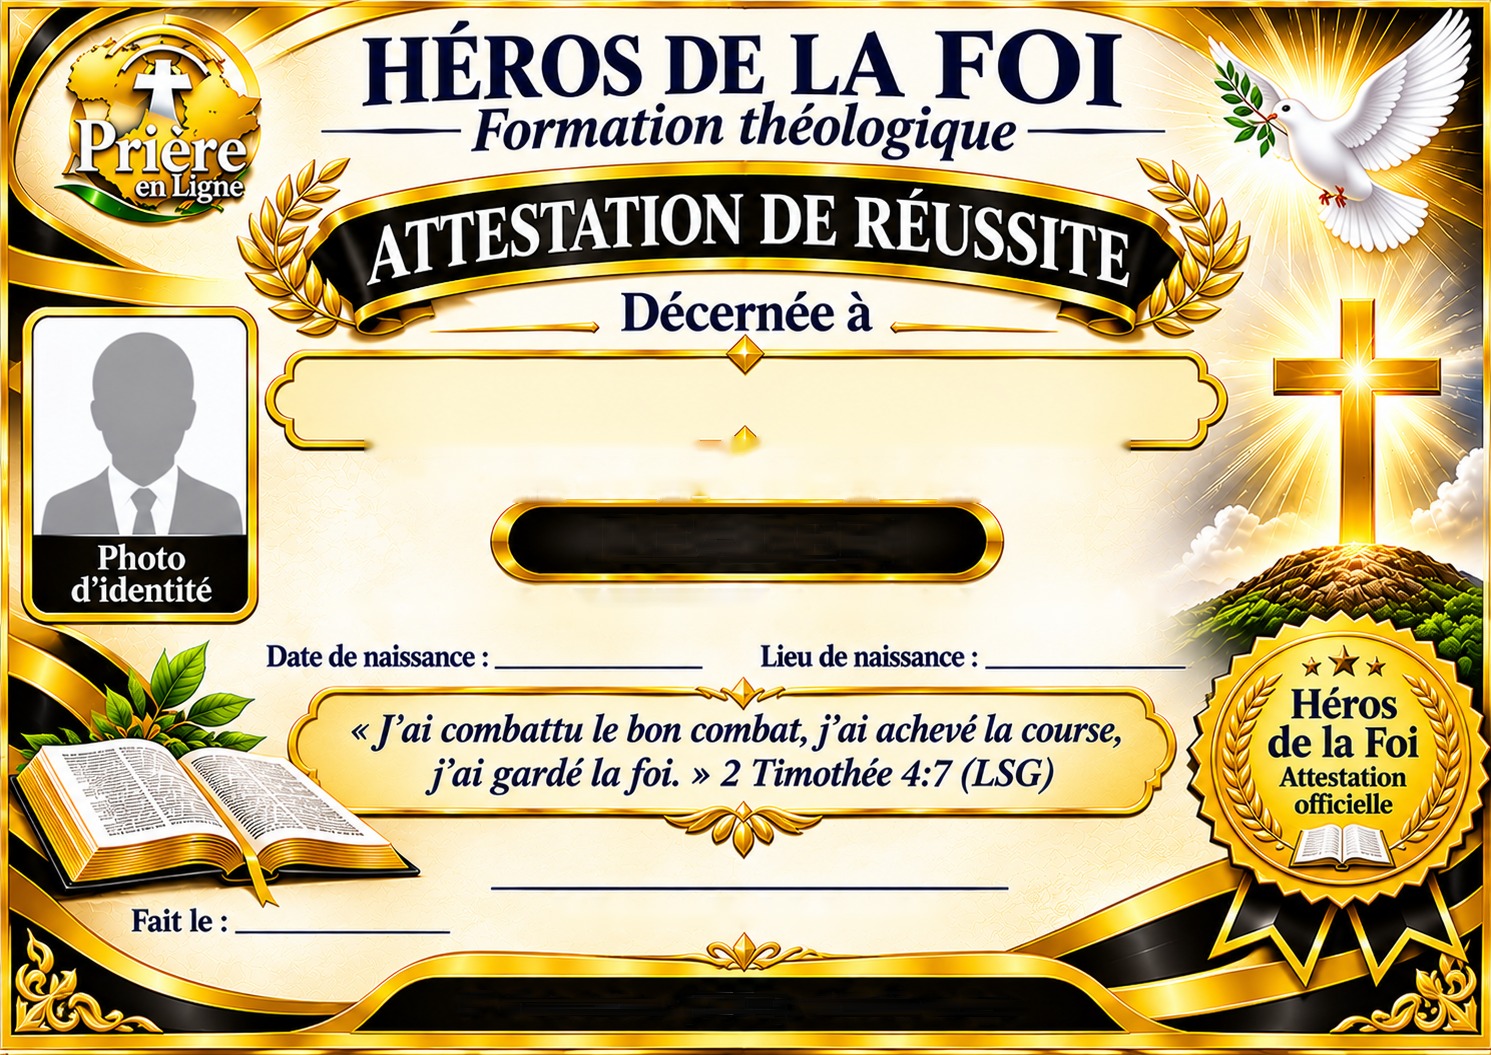 Prière
en Ligne
HÉROS DE LA FOI
Formation théologique
ATTESTATION DE RÉUSSITE
Décernée à
Photo
d'identité
Date de naissance :
Lieu de naissance :
« J'ai combattu le bon combat, j'ai achevé la course,
j'ai gardé la foi. » 2 Timothée 4:7 (LSG)
Héros
de la Foi
Attestation
officielle
Fait le :